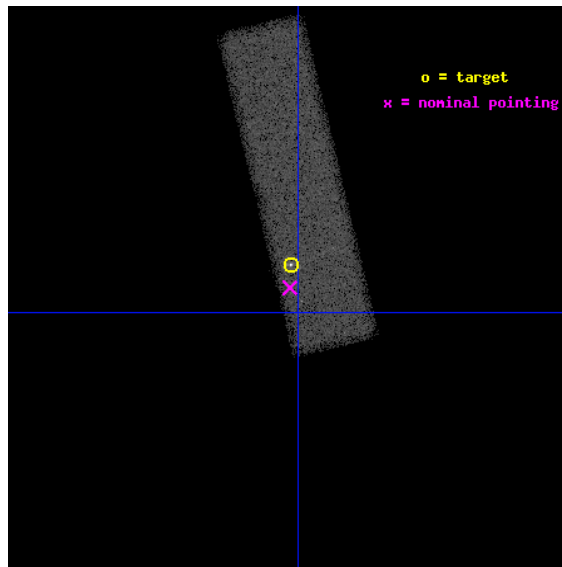 o = target
x = nominal pointing